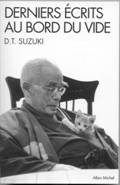 DERNIERS ÉCRITS
AU BORD DU VIDE
D.T. SUZUKI
Albin Michel